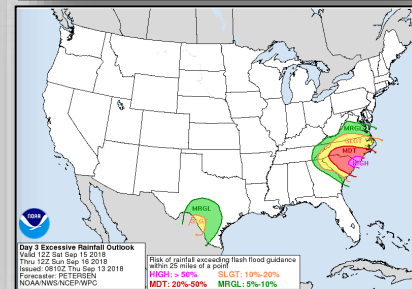 MRGL
SLGT
MDT
HIGH
MRGL
NOAA
Day 3 Excessive Rainfall Outlook
Valid 12Z Sat Sep 15 2018
Thru 12Z Sun Sep 16 2018
Issued: 0810Z Thu Sep 13 2018
Forecaster: PETERSEN
NOAA/NWS/NCEP/WPC
Risk of rainfall exceeding flash flood guidance
within 25 miles of a point
HIGH: > 50% SLGT: 10%-20%
MDT: 20%-50% MRGL: 5%-10%